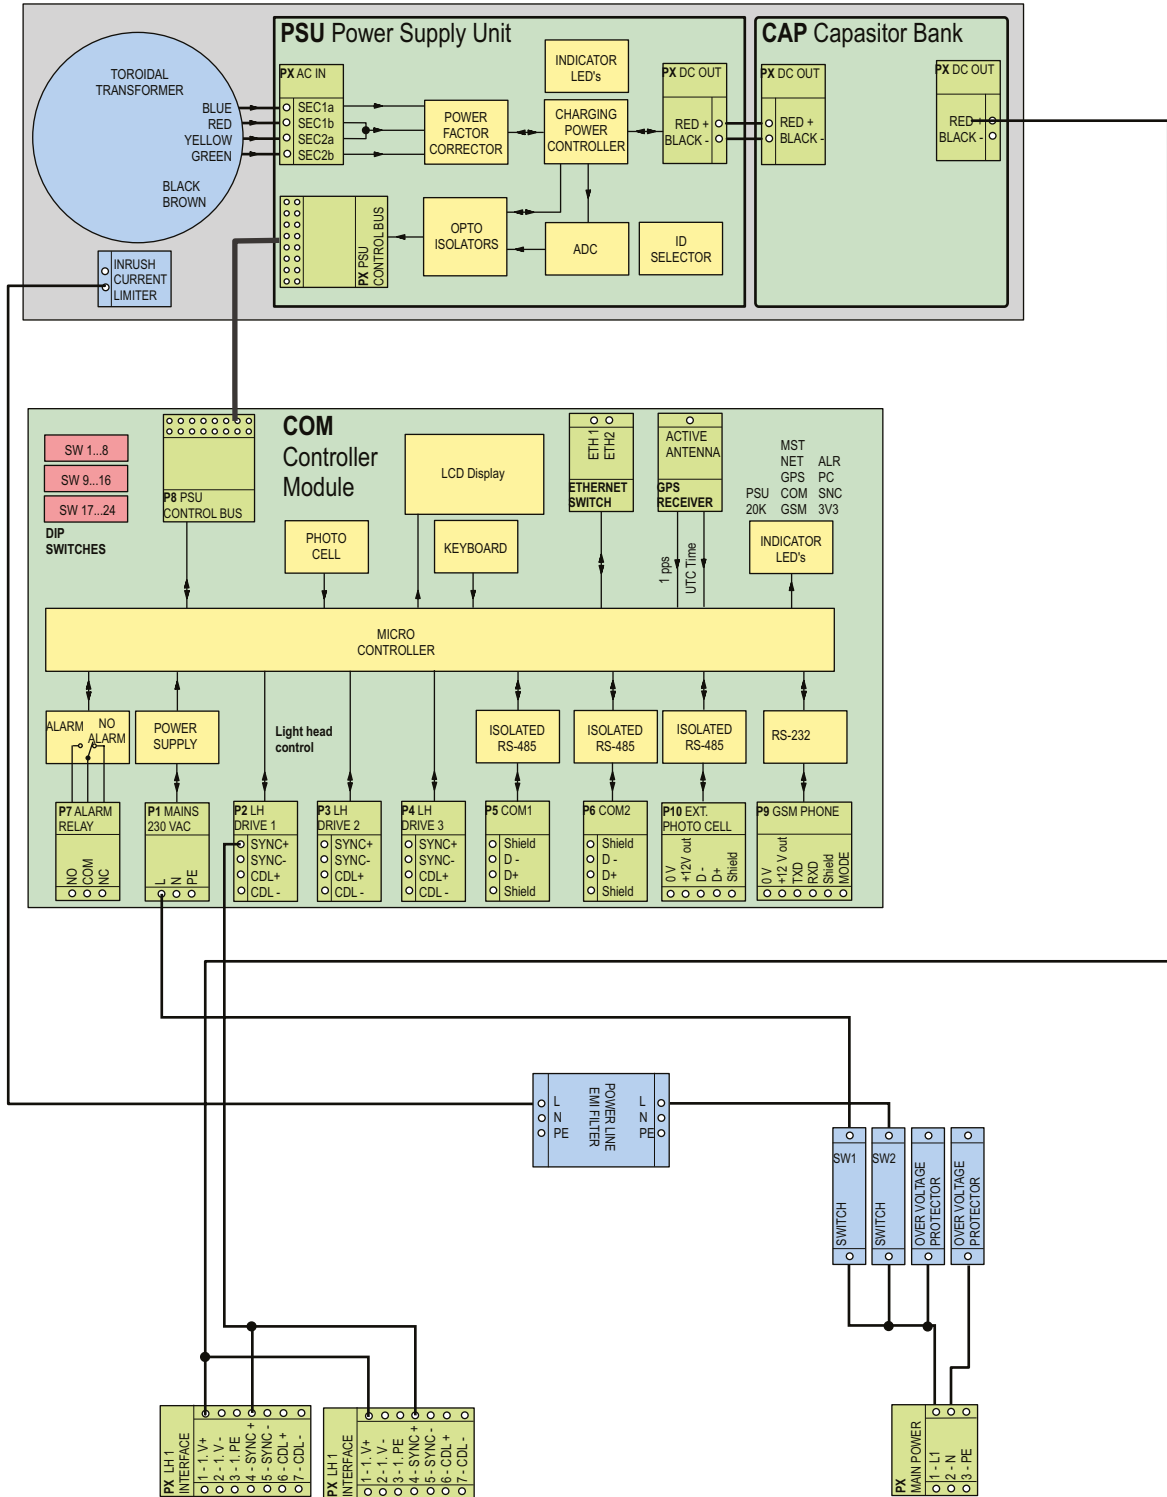 PSU Power Supply Unit
CAP Capasitor Bank
TOROIDAL
TRANSFORMER
BLUE
RED
YELLOW
GREEN
BLACK
BROWN
INRUSH
CURRENT
LIMITER
PX AC IN
SEC1a
SEC1b
SEC2a
SEC2b
POWER
FACTOR
CORRECTOR
INDICATOR
LED's
CHARGING
POWER
CONTROLLER
PX DC OUT
RED +
BLACK -
PX DC OUT
RED +
BLACK -
PX DC OUT
RED +
BLACK -
PX PSU
CONTROL BUS
OPTO
ISOLATORS
ADC
ID
SELECTOR
COM
Controller
Module
SW 1...8
SW 9...16
SW 17...24
DIP
SWITCHES
P8 PSU
CONTROL BUS
PHOTO
CELL
LCD Display
KEYBOARD
ETH 1
ETH2
ETHERNET
SWITCH
ACTIVE
ANTENNA
GPS
RECEIVER
1 pps
UTC Time
MST
NET ALR
GPS PC
PSU COM SNC
20K GSM 3V3
INDICATOR
LED's
MICRO
CONTROLLER
ALARM
NO
ALARM
POWER
SUPPLY
Light head
control
ISOLATED
RS-485
ISOLATED
RS-485
ISOLATED
RS-485
RS-232
P7 ALARM
RELAY
NO
COM
NC
P1 MAINS
230 VAC
L
N
PE
P2 LH
DRIVE 1
SYNC+
SYNC-
CDL+
CDL -
P3 LH
DRIVE 2
SYNC+
SYNC-
CDL+
CDL -
P4 LH
DRIVE 3
SYNC+
SYNC-
CDL+
CDL -
P5 COM1
Shield
D -
D+
Shield
P6 COM2
Shield
D -
D+
Shield
P10 EXT.
PHOTO CELL
0 V
+12V out
D -
D+
Shield
P9 GSM PHONE
0 V
+12 V out
TXD
RXD
Shield
MODE
L
N
PE
POWER LINE
EMI FILTER
L
N
PE
SW1
SWITCH
SW2
SWITCH
OVER VOLTAGE
PROTECTOR
OVER VOLTAGE
PROTECTOR
PX LH 1
INTERFACE
1 - 1. V+
2 - 1. V -
3 - 1. PE
4 - SYNC +
5 - SYNC -
6 - CDL +
7 - CDL -
PX LH 1
INTERFACE
1 - 1. V+
2 - 1. V -
3 - 1. PE
4 - SYNC +
5 - SYNC -
6 - CDL +
7 - CDL -
PX
MAIN POWER
1 - L1
2 - N
3 - PE